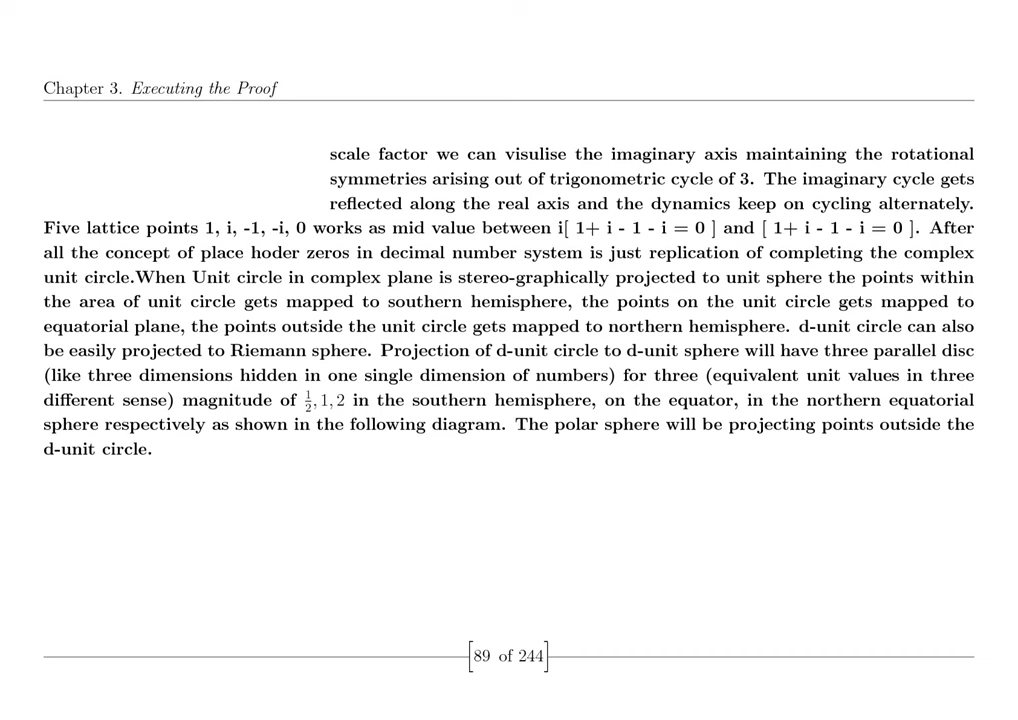 Chapter 3. Executing the Proof
scale factor we can visulise the imaginary axis maintaining the rotational
symmetries arising out of trigonometric cycle of 3. The imaginary cycle gets
reflected along the real axis and the dynamics keep on cycling alternately.
Five lattice points 1, i, -1, -i, 0 works as mid value between i[ 1+ i - 1 - i = 0 ] and [ 1+ i - 1 - i = 0 ]. After
all the concept of place hoder zeros in decimal number system is just replication of completing the complex
unit circle.When Unit circle in complex plane is stereo-graphically projected to unit sphere the points within
the area of unit circle gets mapped to southern hemisphere, the points on the unit circle gets mapped to
equatorial plane, the points outside the unit circle gets mapped to northern hemisphere. d-unit circle can also
be easily projected to Riemann sphere. Projection of d-unit circle to d-unit sphere will have three parallel disc
(like three dimensions hidden in one single dimension of numbers) for three (equivalent unit values in three
different sense) magnitude of 1/2, 1, 2 in the southern hemisphere, on the equator, in the northern equatorial
sphere respectively as shown in the following diagram. The polar sphere will be projecting points outside the
d-unit circle.
[89 of 244]